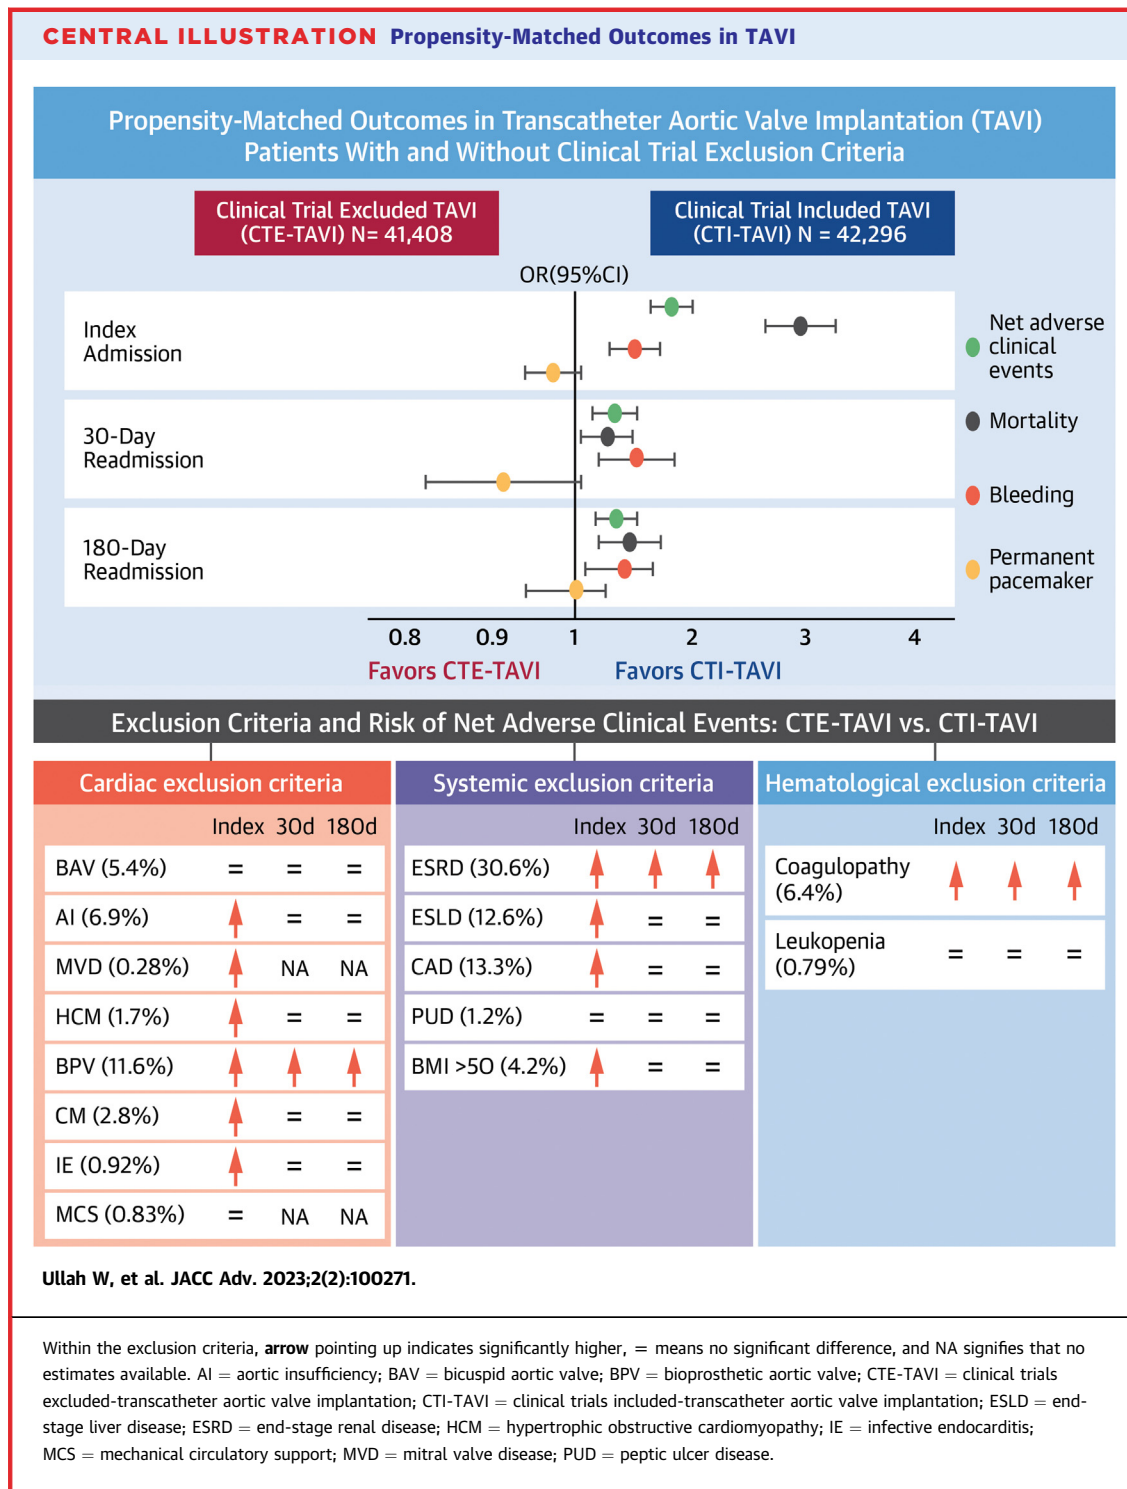 CENTRAL ILLUSTRATION Propensity-Matched Outcomes in TAVI
Propensity-Matched Outcomes in Transcatheter Aortic Valve Implantation (TAVI)
Patients With and Without Clinical Trial Exclusion Criteria
Clinical Trial Excluded TAVI
(CTE-TAVI) N= 41,408
Clinical Trial Included TAVI
(CTI-TAVI) N = 42,296
OR(95%CI)
Index
Admission
30-Day
Readmission
180-Day
Readmission
Net adverse
clinical
events
Mortality
Bleeding
Permanent
pacemaker
0.8 0.9 1 2 3 4
Favors CTE-TAVI Favors CTI-TAVI
Exclusion Criteria and Risk of Net Adverse Clinical Events: CTE-TAVI vs. CTI-TAVI
Cardiac exclusion criteria
Index 30d 180d
BAV (5.4%) = = =
AI (6.9%) ↑ = =
MVD (0.28%) ↑ NA NA
HCM (1.7%) ↑ = =
BPV (11.6%) ↑ ↑ ↑
CM (2.8%) ↑ = =
IE (0.92%) ↑ = =
MCS (0.83%) = NA NA
Systemic exclusion criteria
Index 30d 180d
ESRD (30.6%) ↑ ↑ ↑
ESLD (12.6%) ↑ = =
CAD (13.3%) ↑ = =
PUD (1.2%) = = =
BMI >50 (4.2%) ↑ = =
Hematological exclusion criteria
Index 30d 180d
Coagulopathy
(6.4%) ↑ ↑ ↑
Leukopenia
(0.79%) = = =
Ullah W, et al. JACC Adv. 2023;2(2):100271.
Within the exclusion criteria, arrow pointing up indicates significantly higher, = means no significant difference, and NA signifies that no
estimates available. AI = aortic insufficiency; BAV = bicuspid aortic valve; BPV = bioprosthetic aortic valve; CTE-TAVI = clinical trials
excluded-transcatheter aortic valve implantation; CTI-TAVI = clinical trials included-transcatheter aortic valve implantation; ESLD = end-
stage liver disease; ESRD = end-stage renal disease; HCM = hypertrophic obstructive cardiomyopathy; IE = infective endocarditis;
MCS = mechanical circulatory support; MVD = mitral valve disease; PUD = peptic ulcer disease.